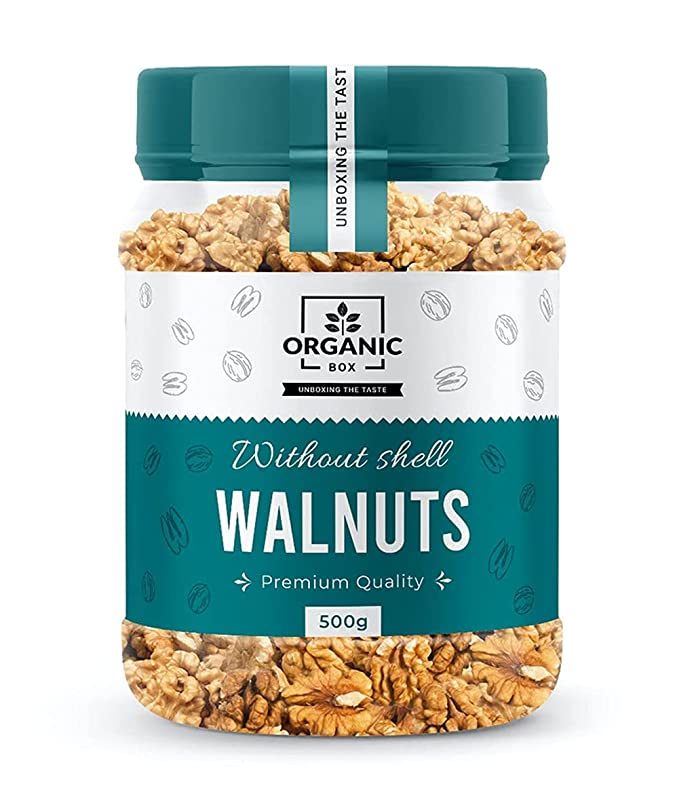 UNBOXING THE TAST
ORGANIC
BOX
UNBOXING THE TASTE
Without shell
WALNUTS
Premium Quality
500g